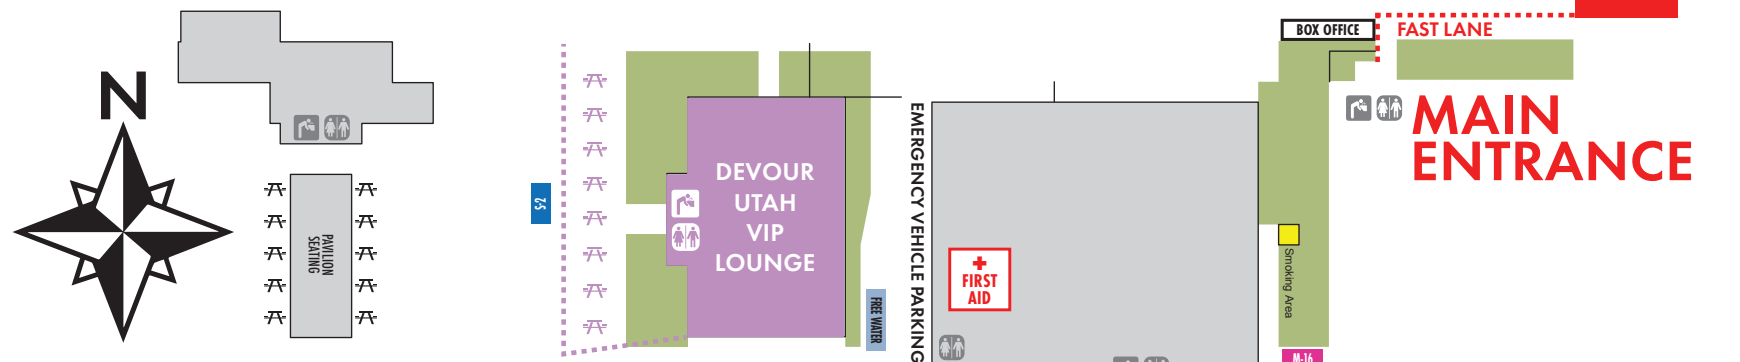 N
PAVILION
SEATING
S-2
DEVOUR
UTAH
VIP
LOUNGE
FREE WATER
EMERGENCY VEHICLE PARKING
FIRST
AID
BOX OFFICE
FAST LANE
MAIN
ENTRANCE
Smoking Area
M-16